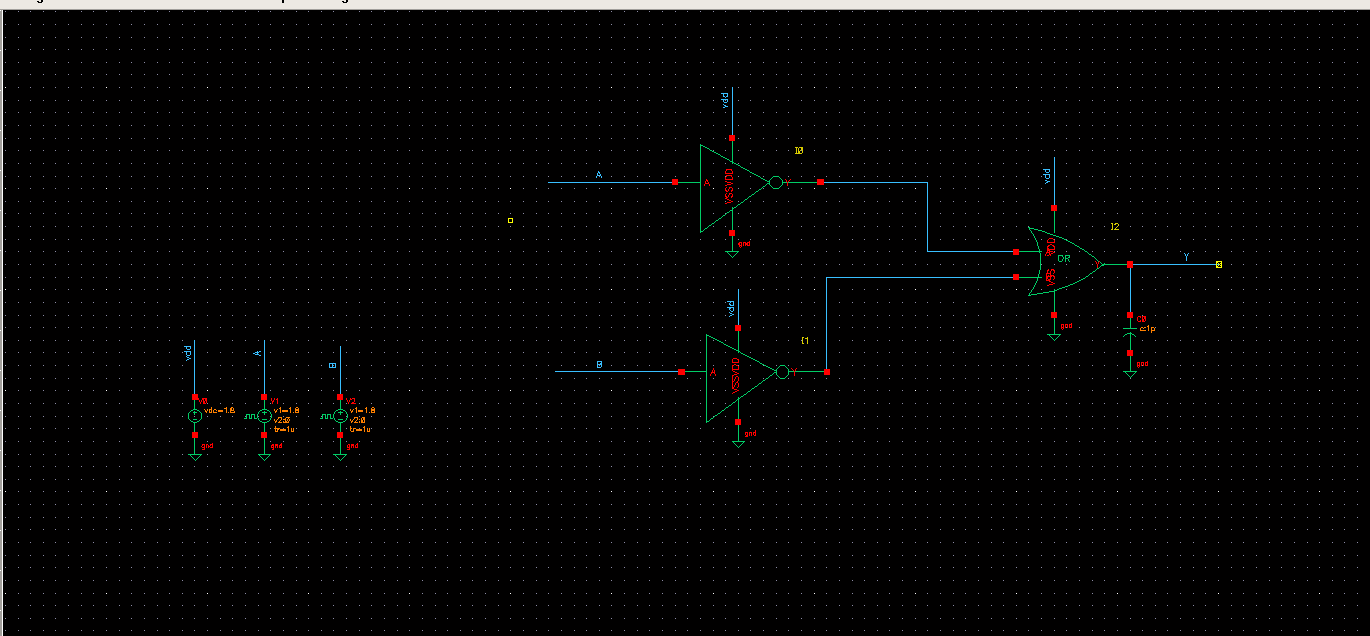 vdd
I0
A
A
VSSVDD
Y
gnd
vdd
I2
VDD
OR
VSS
Y
Y
gnd
C0
c:1p
gnd
vdd
I1
B
A
VSSVDD
Y
gnd
vdd
A
B
V0
vdc=1.8
V1
v1=1.8
v2:0
tr=1u
V2
v1=1.8
v2:0
tr=1u
gnd
gnd
gnd